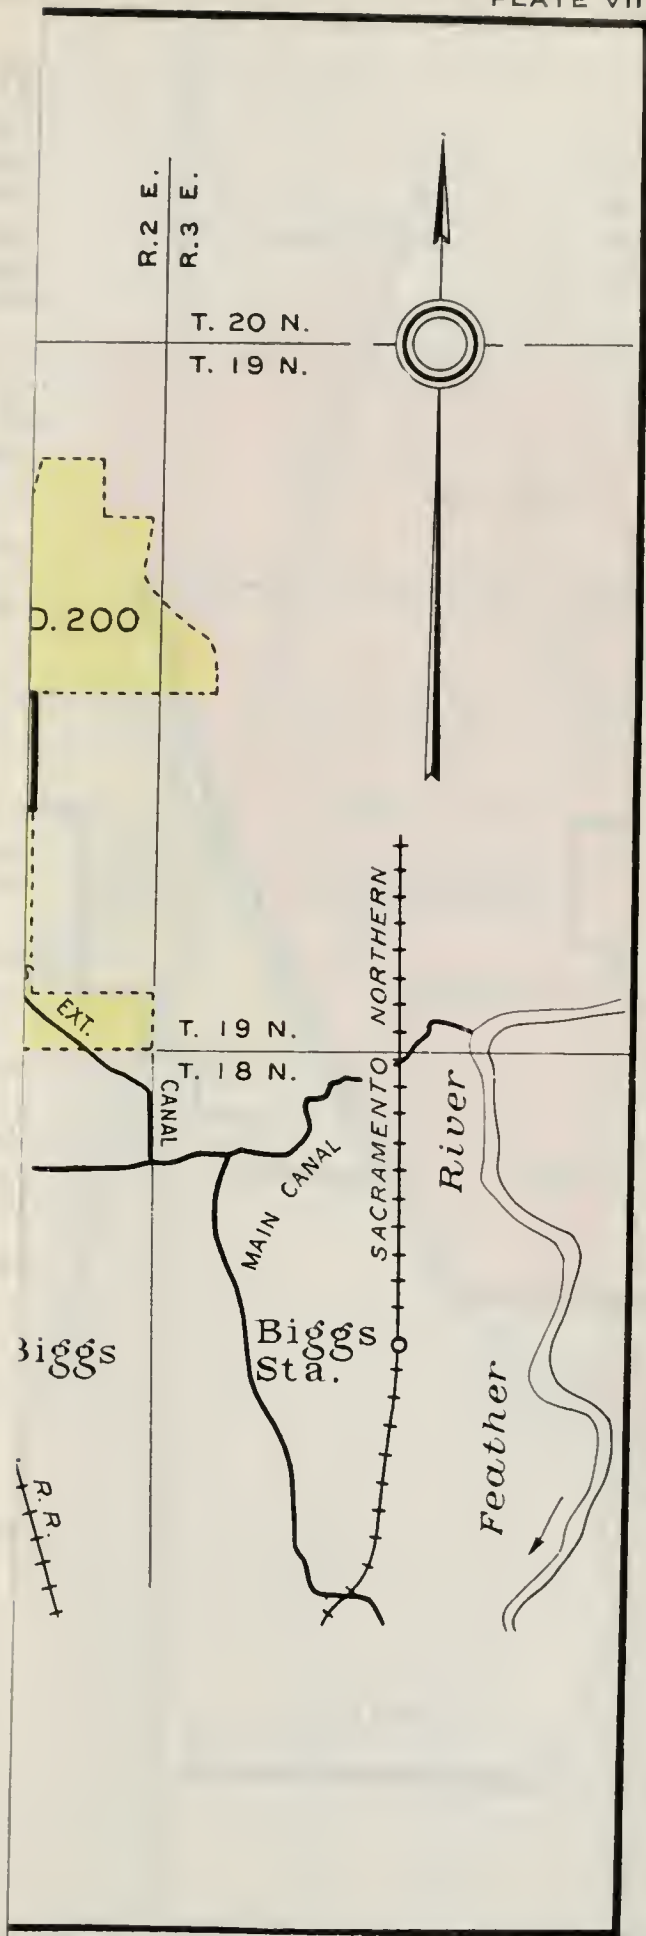 PLATE VII
R.2 E.
R.3 E.
T. 20 N.
T. 19 N.
D.200
SACRAMENTO NORTHERN
EXT.
T. 19 N.
T. 18 N.
CANAL
MAIN CANAL
River
Biggs
Biggs
Sta.
Feather
R.R.